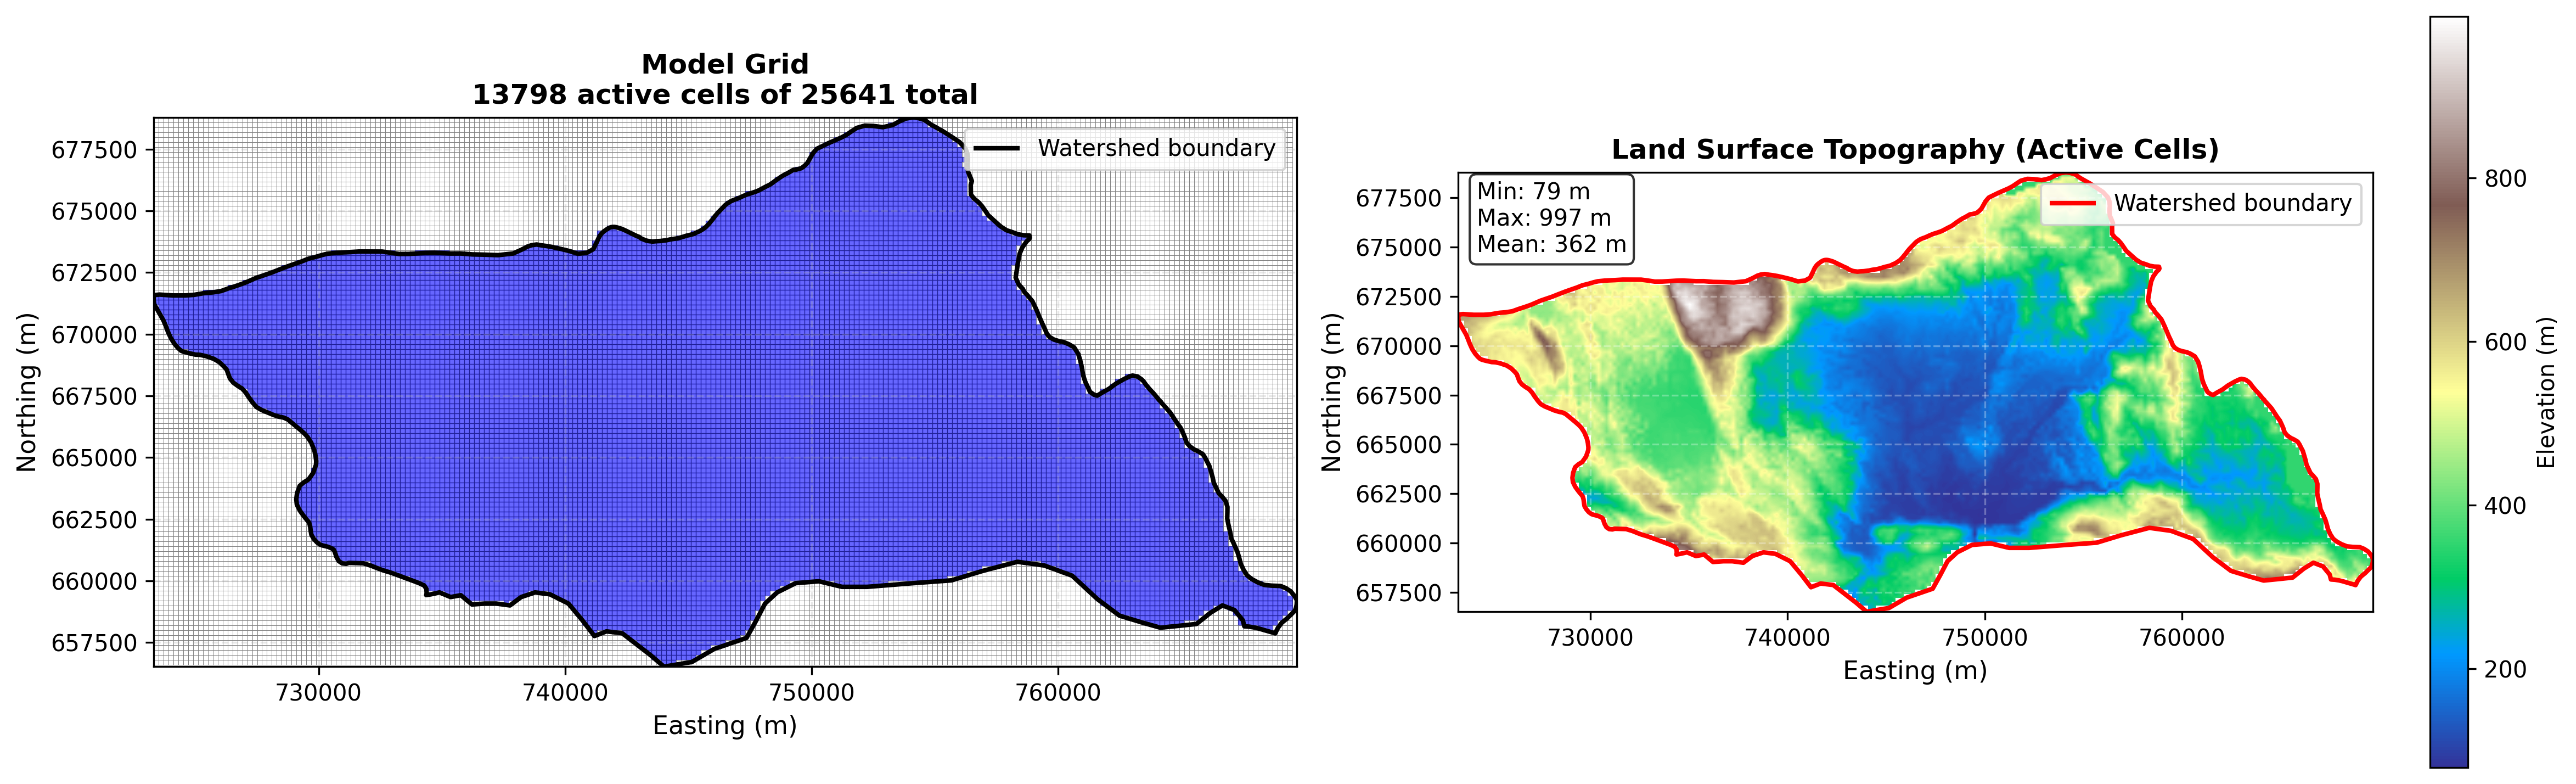 Model Grid
13798 active cells of 25641 total
Watershed boundary
677500
675000
672500
670000
667500
665000
662500
660000
657500
Northing (m)
730000
740000
750000
760000
Easting (m)
Land Surface Topography (Active Cells)
Min: 79 m
Max: 997 m
Mean: 362 m
Watershed boundary
677500
675000
672500
670000
667500
665000
662500
660000
657500
Northing (m)
730000
740000
750000
760000
Easting (m)
800
600
400
200
Elevation (m)